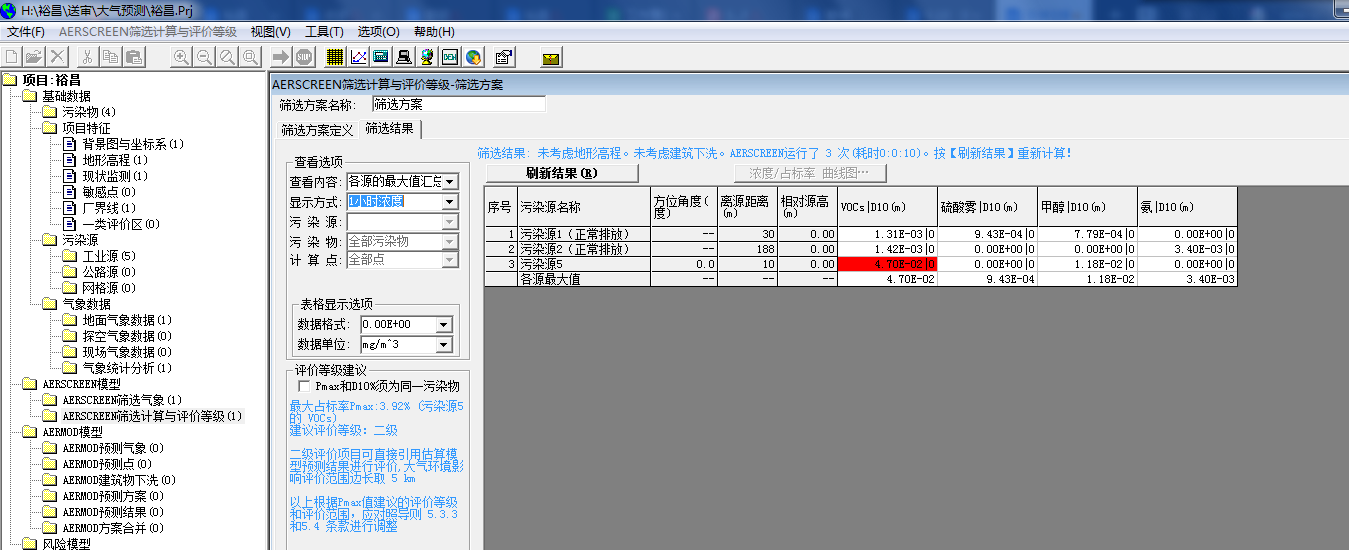 H:\裕昌\送审\大气预测\裕昌.Prj
文件(F) AERSCREEN筛选计算与评价等级 视图(V) 工具(T) 选项(O) 帮助(H)
项目:裕昌
基础数据
污染物(4)
项目特征
背景图与坐标系(1)
地形高程(1)
现状监测(1)
敏感点(0)
厂界线(1)
一类评价区(0)
污染源
工业源(5)
公路源(0)
网格源(0)
气象数据
地面气象数据(1)
探空气象数据(0)
现场气象数据(0)
气象统计分析(1)
AERSCREEN模型
AERSCREEN筛选气象(1)
AERSCREEN筛选计算与评价等级(1)
AERMOD模型
AERMOD预测气象(0)
AERMOD预测点(0)
AERMOD建筑物下洗(0)
AERMOD预测方案(0)
AERMOD预测结果(0)
AERMOD方案合并(0)
风险模型
AERSCREEN筛选计算与评价等级-筛选方案
筛选方案名称: 筛选方案
筛选方案定义 筛选结果
查看选项
查看内容: 各源的最大值汇总
显示方式: 1小时浓度
污 染 源:
污 染 物: 全部污染物
计 算 点: 全部点
表格显示选项
数据格式: 0.00E+00
数据单位: mg/m^3
评价等级建议
Pmax和D10%须为同一污染物
最大占标率Pmax:3.92% (污染源5
的 VOCs)
建议评价等级: 二级
二级评价项目可直接引用估算模
型预测结果进行评价,大气环境影
响评价范围边长取 5 km
以上根据Pmax值建议的评价等级
和评价范围，应对照导则 5.3.3
和5.4 条款进行调整
筛选结果: 未考虑地形高程。未考虑建筑下洗。AERSCREEN运行了 3 次(耗时0:0:10)。按【刷新结果】重新计算!
刷新结果(R) 浓度/占标率 曲线图…
序号 污染源名称 方位角度(度) 离源距离(m) 相对源高(m) VOCs|D10(m) 硫酸雾|D10(m) 甲醇|D10(m) 氨|D10(m)
1 污染源1（正常排放） -- 30 0.00 1.31E-03|0 9.43E-04|0 7.79E-04|0 0.00E+00|0
2 污染源2（正常排放） -- 188 0.00 1.42E-03|0 0.00E+00|0 0.00E+00|0 3.40E-03|0
3 污染源5 0.0 10 0.00 4.70E-02|0 0.00E+00|0 1.18E-02|0 0.00E+00|0
各源最大值 -- -- -- 4.70E-02 9.43E-04 1.18E-02 3.40E-03